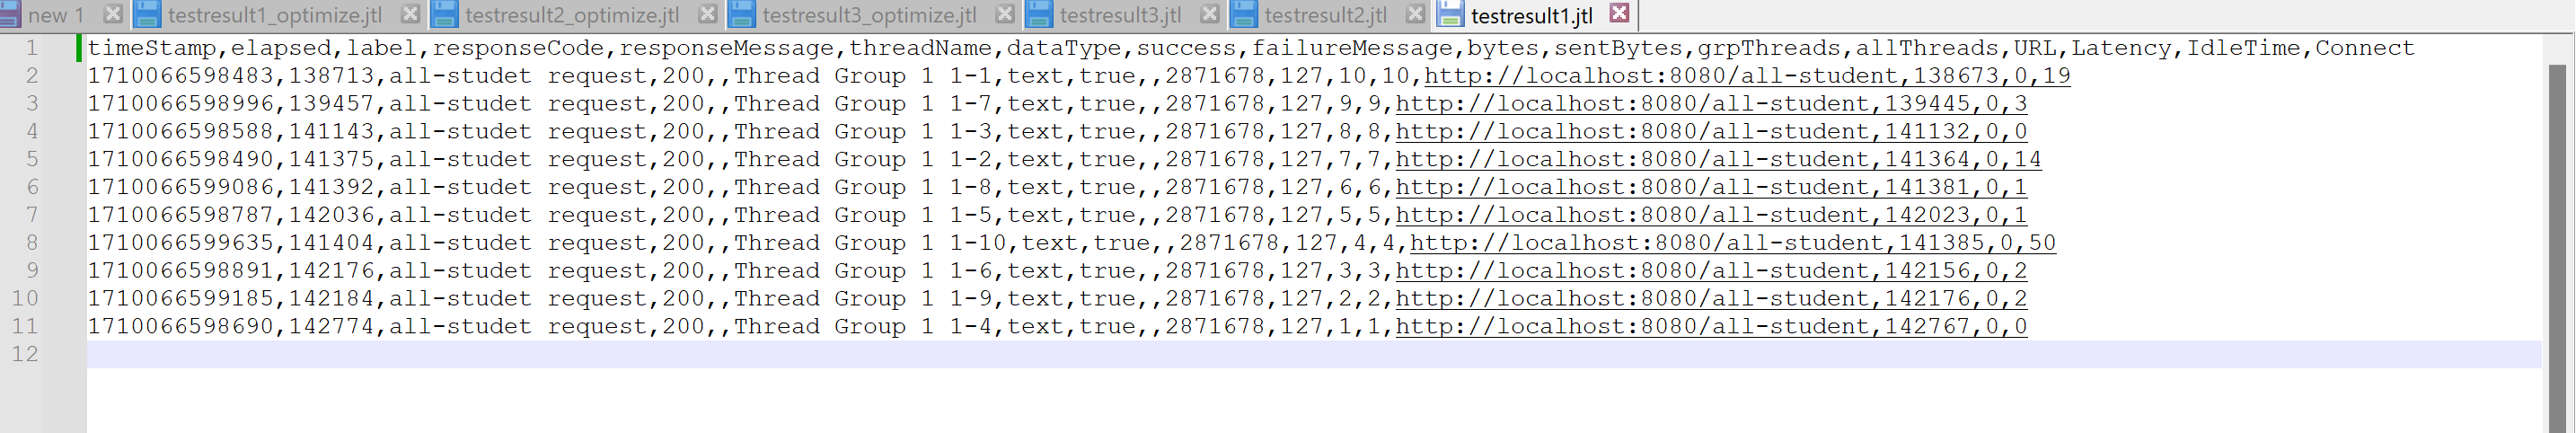 new 1 testresult1_optimize.jtl testresult2_optimize.jtl testresult3_optimize.jtl testresult3.jtl testresult2.jtl testresult1.jtl
1 timeStamp,elapsed,label,responseCode,responseMessage,threadName,dataType,success,failureMessage,bytes,sentBytes,grpThreads,allThreads,URL,Latency,IdleTime,Connect
2 1710066598483,138713,all-studet request,200,,Thread Group 1 1-1,text,true,,2871678,127,10,10,http://localhost:8080/all-student,138673,0,19
3 1710066598996,139457,all-studet request,200,,Thread Group 1 1-7,text,true,,2871678,127,9,9,http://localhost:8080/all-student,139445,0,3
4 1710066598588,141143,all-studet request,200,,Thread Group 1 1-3,text,true,,2871678,127,8,8,http://localhost:8080/all-student,141132,0,0
5 1710066598490,141375,all-studet request,200,,Thread Group 1 1-2,text,true,,2871678,127,7,7,http://localhost:8080/all-student,141364,0,14
6 1710066599086,141392,all-studet request,200,,Thread Group 1 1-8,text,true,,2871678,127,6,6,http://localhost:8080/all-student,141381,0,1
7 1710066598787,142036,all-studet request,200,,Thread Group 1 1-5,text,true,,2871678,127,5,5,http://localhost:8080/all-student,142023,0,1
8 1710066599635,141404,all-studet request,200,,Thread Group 1 1-10,text,true,,2871678,127,4,4,http://localhost:8080/all-student,141385,0,50
9 1710066598891,142176,all-studet request,200,,Thread Group 1 1-6,text,true,,2871678,127,3,3,http://localhost:8080/all-student,142156,0,2
10 1710066599185,142184,all-studet request,200,,Thread Group 1 1-9,text,true,,2871678,127,2,2,http://localhost:8080/all-student,142176,0,2
11 1710066598690,142774,all-studet request,200,,Thread Group 1 1-4,text,true,,2871678,127,1,1,http://localhost:8080/all-student,142767,0,0
12